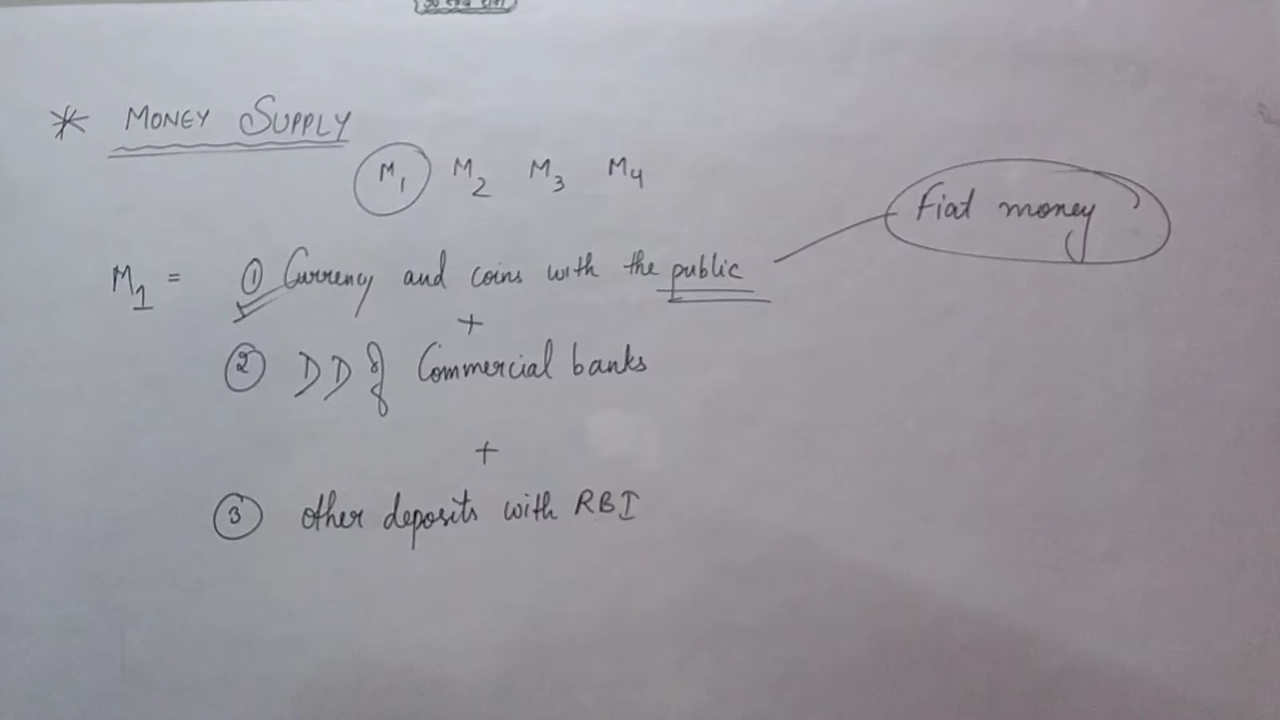 * MONEY SUPPLY
M1 M2 M3 M4
fiat money
M1 = ① Currency and coins with the public
+
② DD of Commercial banks
+
③ other deposits with RBI